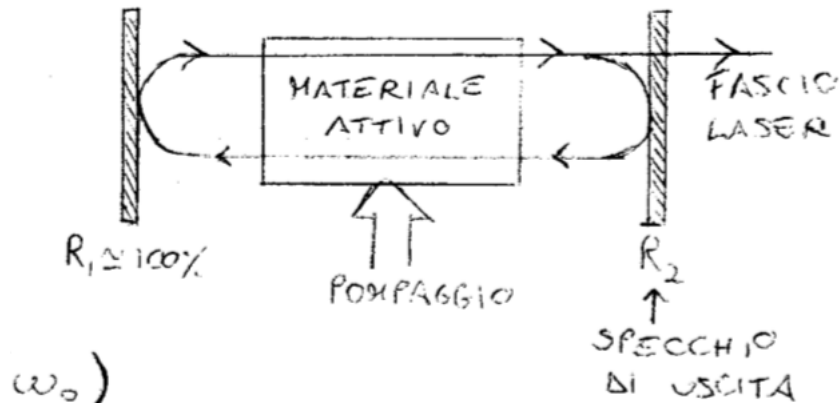 MATERIALE
ATTIVO
FASCIO
LASER
R₁ ≃ 100%
POMPAGGIO
R₂
SPECCHIO
DI USCITA
ω₀)